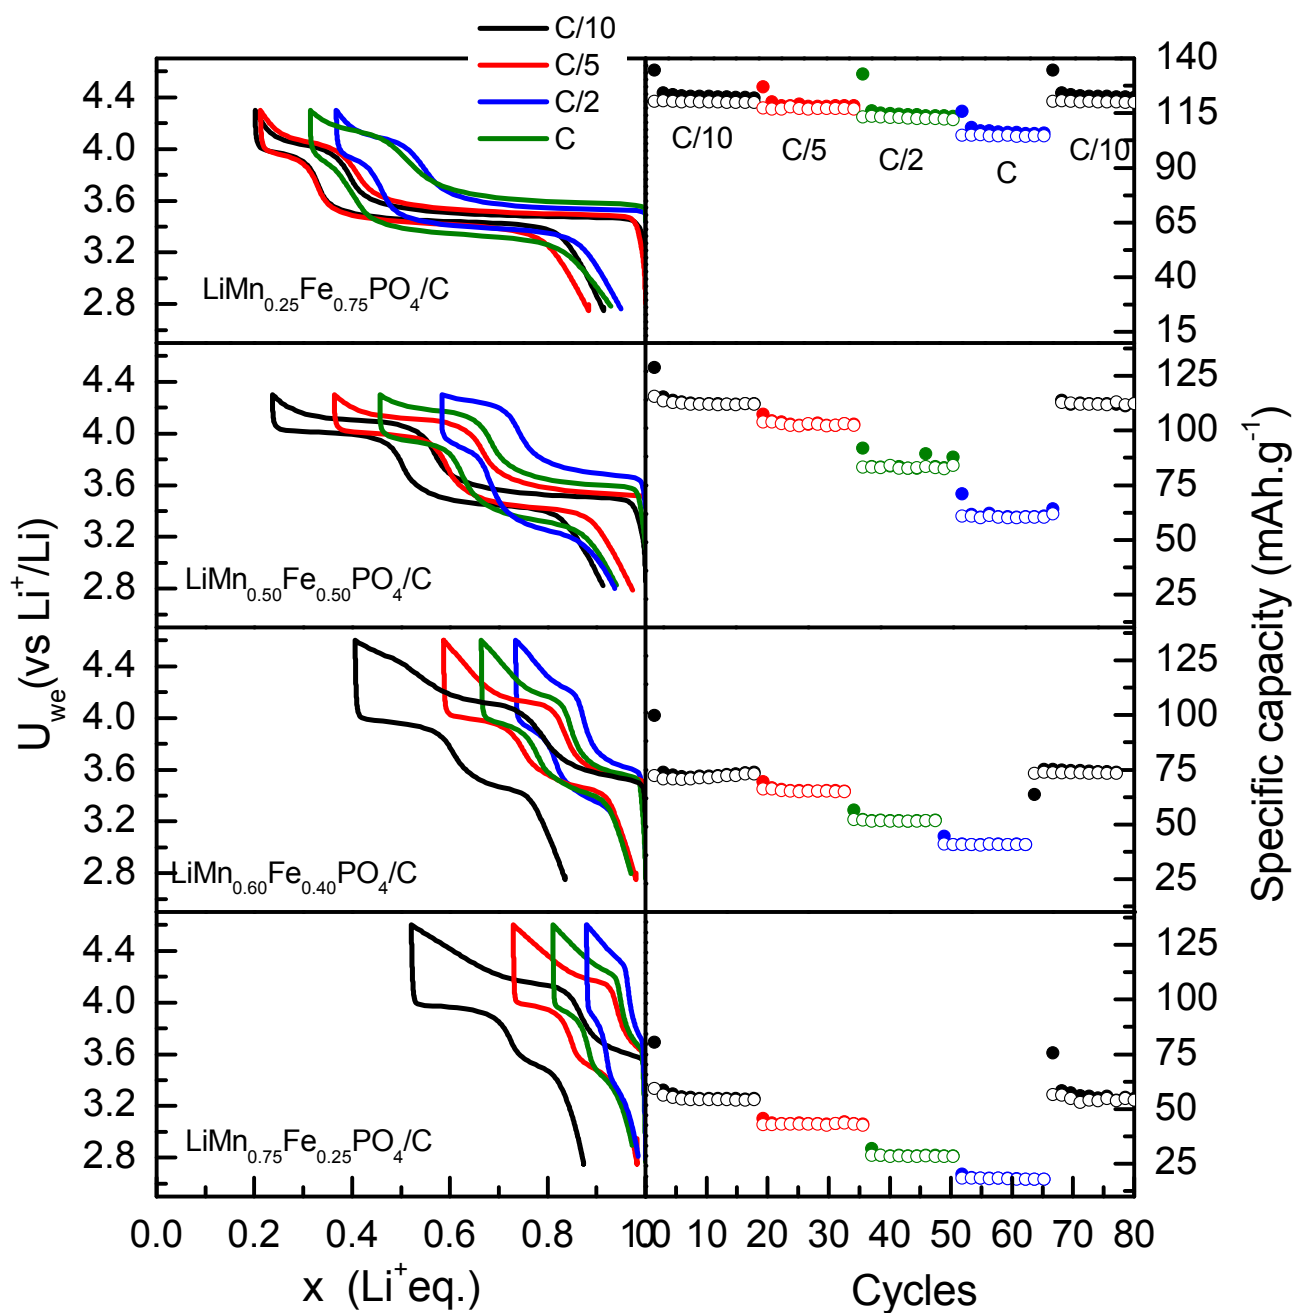 C/10
C/5
C/2
C
4.4
4.0
3.6
3.2
2.8
LiMn0.25Fe0.75PO4/C
C/10
C/5
C/2
C
C/10
140
115
90
65
40
15
4.4
4.0
3.6
3.2
2.8
LiMn0.50Fe0.50PO4/C
125
100
75
50
25
4.4
4.0
3.6
3.2
2.8
LiMn0.60Fe0.40PO4/C
125
100
75
50
25
4.4
4.0
3.6
3.2
2.8
LiMn0.75Fe0.25PO4/C
125
100
75
50
25
Uwe(vs Li+/Li)
Specific capacity (mAh.g-1)
0.0 0.2 0.4 0.6 0.8 1.0
0 10 20 30 40 50 60 70 80
x (Li+eq.)
Cycles